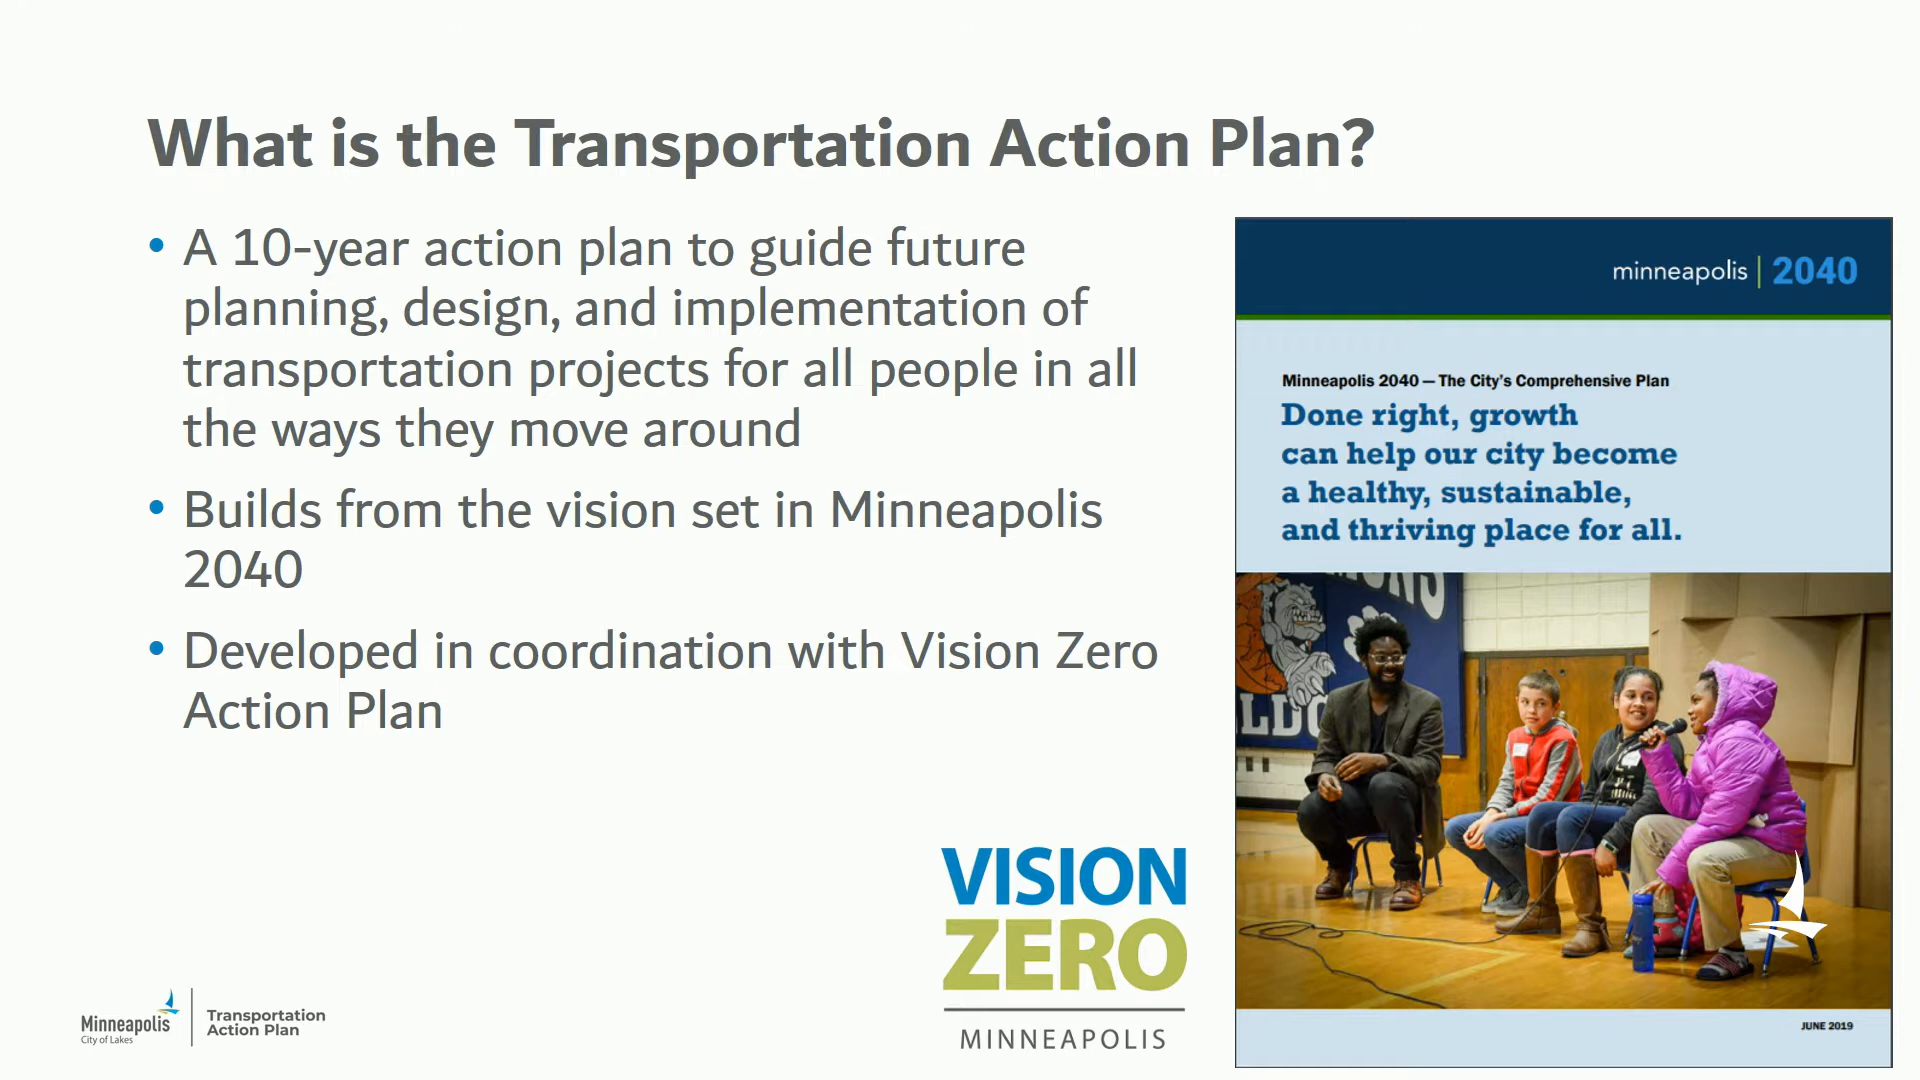 What is the Transportation Action Plan?
• A 10-year action plan to guide future
planning, design, and implementation of
transportation projects for all people in all
the ways they move around
• Builds from the vision set in Minneapolis
2040
• Developed in coordination with Vision Zero
Action Plan
minneapolis | 2040
Minneapolis 2040 — The City's Comprehensive Plan
Done right, growth
can help our city become
a healthy, sustainable,
and thriving place for all.
JUNE 2019
VISION
ZERO
MINNEAPOLIS
Minneapolis
City of Lakes
Transportation
Action Plan